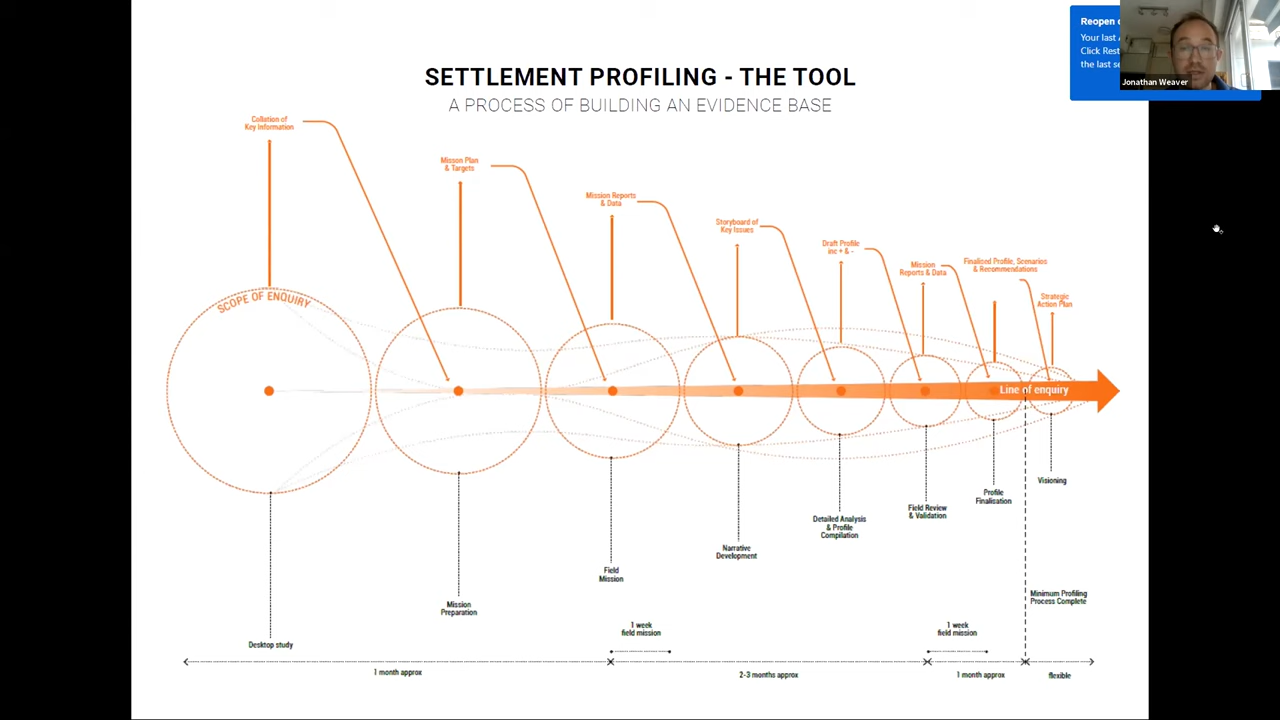 SETTLEMENT PROFILING - THE TOOL
A PROCESS OF BUILDING AN EVIDENCE BASE
Reopen
Your last
Click Rest
the last se
Jonathan Weaver
Collation of
Key Information
Misson Plan
& Targets
Mission Reports
& Data
Storyboard of
Key Issues
Draft Profile
inc + & -
Mission
Reports & Data
Finalised Profile, Scenarios
& Recommendations
Strategic
Action Plan
SCOPE OF ENQUIRY
Line of enquiry
Desktop study
Mission
Preparation
Field
Mission
Narrative
Development
Detailed Analysis
& Profile
Compilation
Field Review
& Validation
Profile
Finalisation
Visioning
Minimum Profiling
Process Complete
1 week
field mission
1 week
field mission
1 month approx
2-3 months approx
1 month approx
flexible